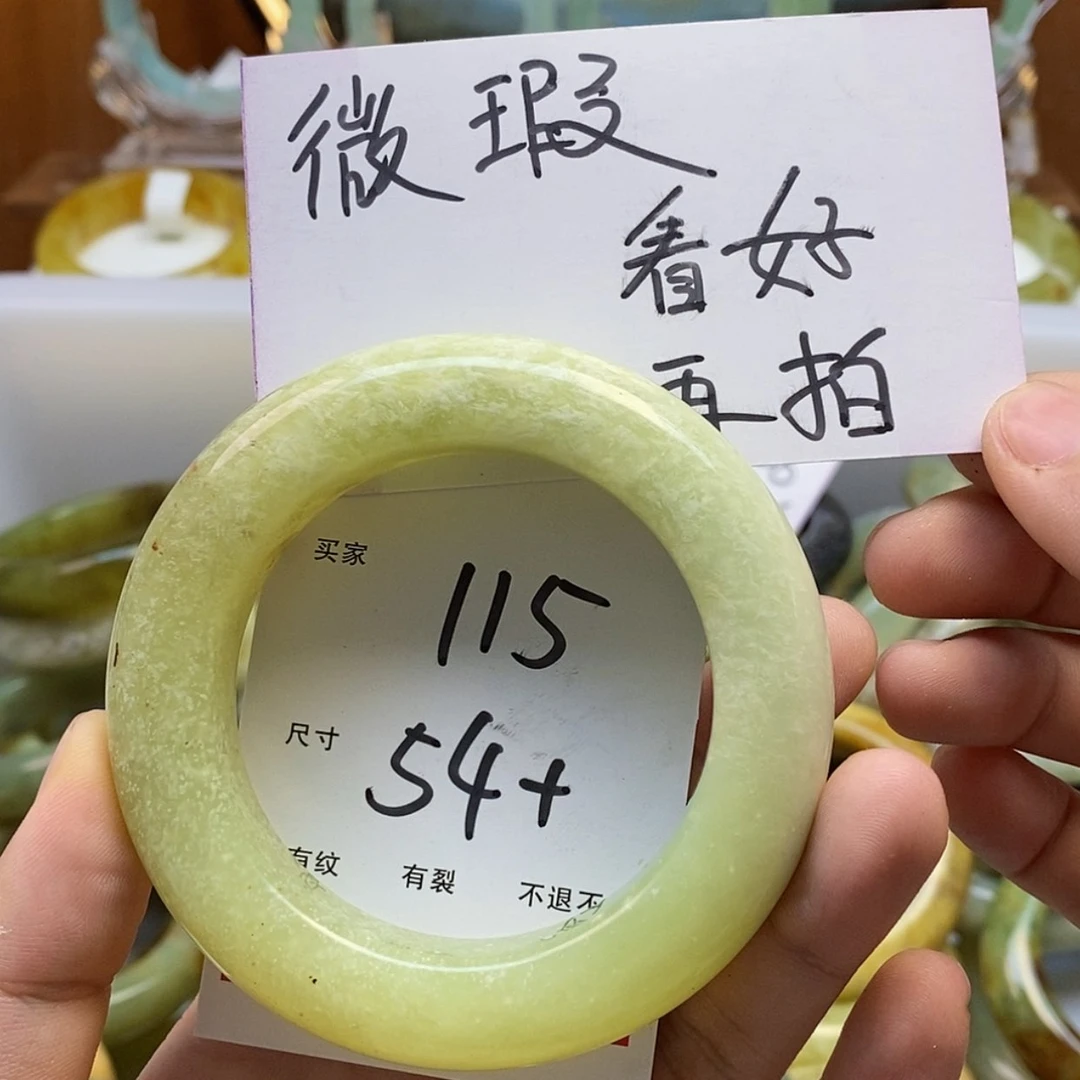 微瑕
看好
再拍
买家
115
尺寸
54+
有纹 有裂 不退不